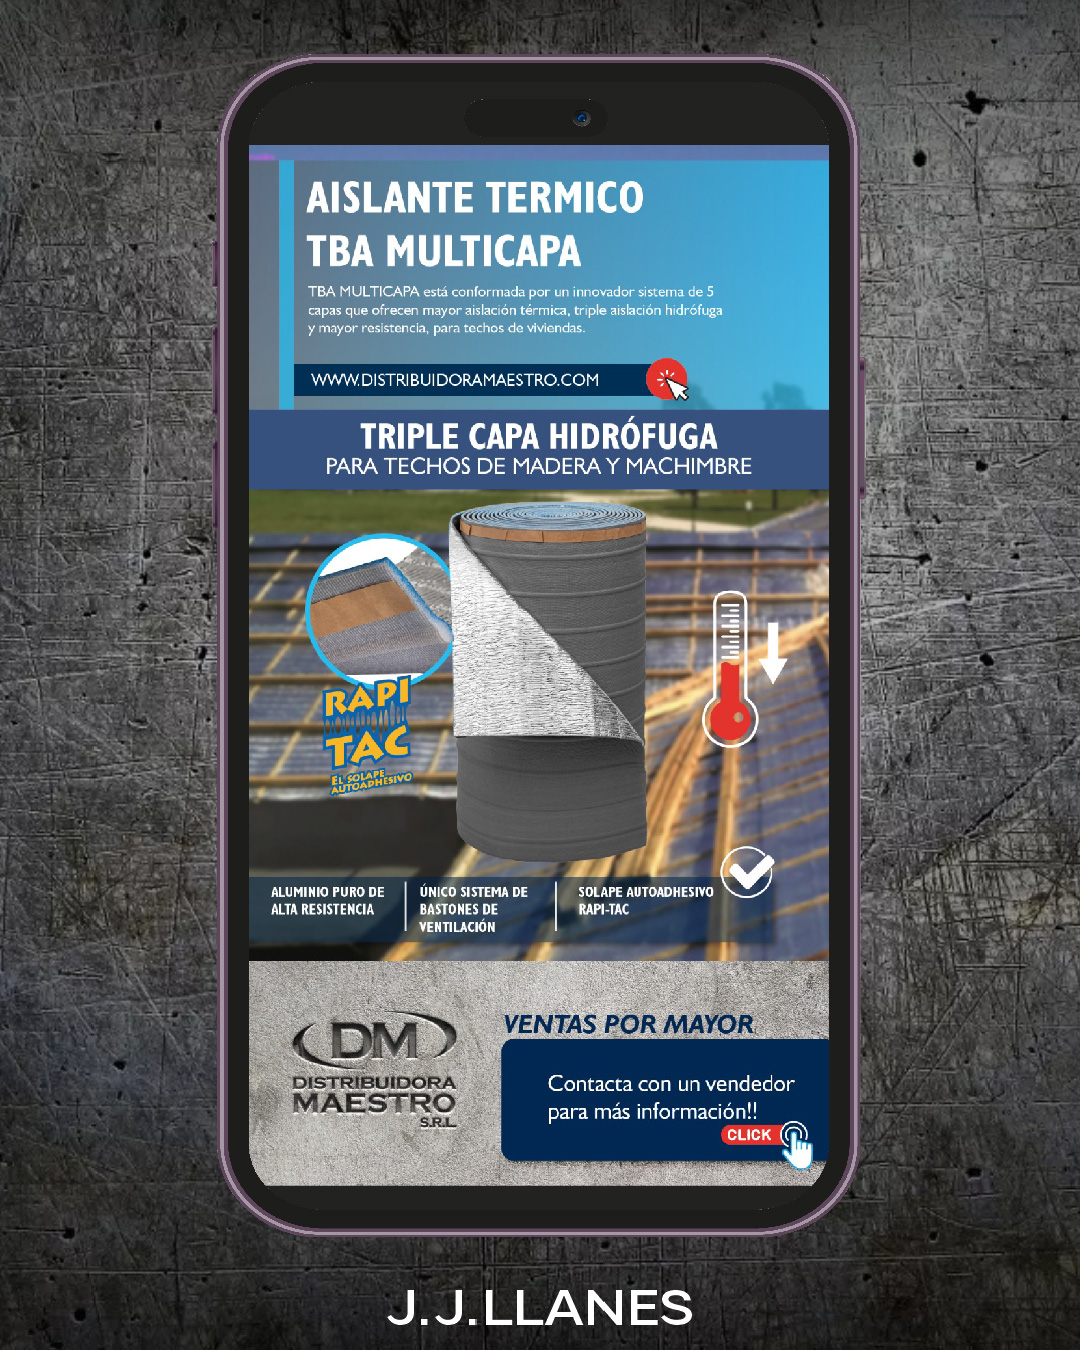 AISLANTE TERMICO
TBA MULTICAPA
TBA MULTICAPA está conformada por un innovador sistema de 5
capas que ofrecen mayor aislación térmica, triple aislación hidrófuga
y mayor resistencia, para techos de viviendas.
WWW.DISTRIBUIDORAMAESTRO.COM
TRIPLE CAPA HIDRÓFUGA
PARA TECHOS DE MADERA Y MACHIMBRE
RAPI
TAC
EL SOLAPE
AUTOADHESIVO
ALUMINIO PURO DE
ALTA RESISTENCIA
ÚNICO SISTEMA DE
BASTONES DE
VENTILACIÓN
SOLAPE AUTOADHESIVO
RAPI-TAC
DM
DISTRIBUIDORA
MAESTRO
S.R.L.
VENTAS POR MAYOR
Contacta con un vendedor
para más información!!
CLICK
J.J.LLANES